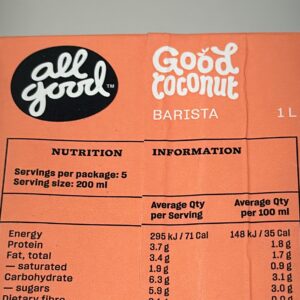 all
good™
Good
coconut
BARISTA
1 L
NUTRITION INFORMATION
Servings per package: 5
Serving size: 200 ml
Average Qty
per Serving
Average Qty
per 100 ml
Energy 295 kJ / 71 Cal 148 kJ / 35 Cal
Protein 3.7 g 1.8 g
Fat, total 3.4 g 1.7 g
— saturated 1.9 g 0.9 g
Carbohydrate 6.3 g 3.1 g
— sugars 5.9 g 3.0 g
Dietary fibre